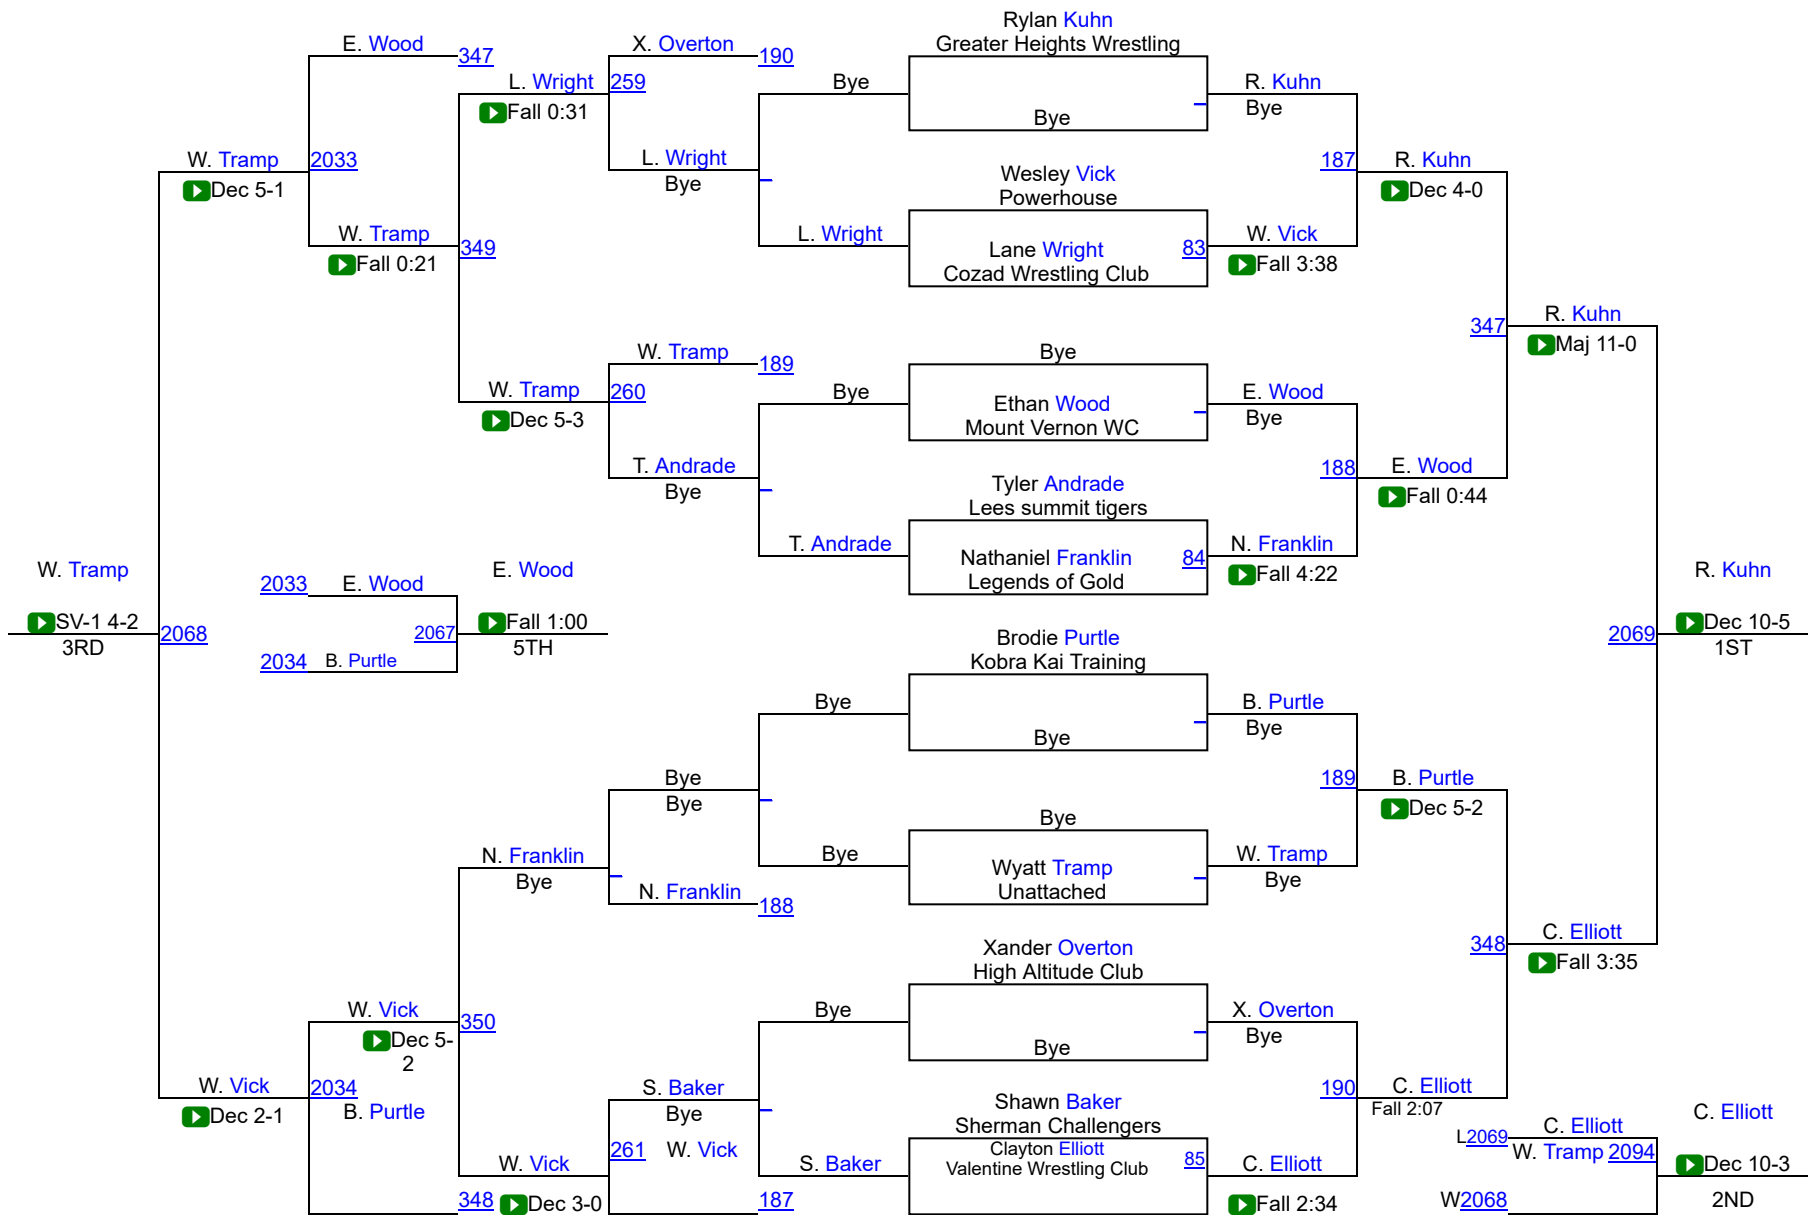 Rylan Kuhn
E. Wood
X. Overton
Greater Heights Wrestling
347
190
L. Wright
259
Bye
R. Kuhn
Fall 0:31
Bye
Bye
W. Tramp
2033
L. Wright
187
R. Kuhn
Bye
Wesley Vick
Dec 5-1
Dec 4-0
Powerhouse
W. Tramp
349
L. Wright
Lane Wright
83
W. Vick
Fall 0:21
Cozad Wrestling Club
Fall 3:38
R. Kuhn
347
Maj 11-0
W. Tramp
189
Bye
W. Tramp
260
Bye
Ethan Wood
E. Wood
Dec 5-3
Mount Vernon WC
Bye
T. Andrade
188
E. Wood
Bye
Tyler Andrade
Fall 0:44
Lees summit tigers
T. Andrade
Nathaniel Franklin
84
N. Franklin
Legends of Gold
Fall 4:22
W. Tramp
2033
E. Wood
E. Wood
R. Kuhn
SV-1 4-2
2068
2067
Fall 1:00
2069
Dec 10-5
3RD
5TH
1ST
2034
B. Purtle
Brodie Purtle
Kobra Kai Training
Bye
B. Purtle
Bye
Bye
Bye
189
B. Purtle
Bye
Dec 5-2
Bye
N. Franklin
Bye
Wyatt Tramp
W. Tramp
Bye
Unattached
Bye
N. Franklin
188
Xander Overton
348
C. Elliott
High Altitude Club
Fall 3:35
W. Vick
350
Bye
X. Overton
Dec 5-
2
Bye
Bye
W. Vick
2034
S. Baker
190
C. Elliott
Dec 2-1
B. Purtle
Bye
Shawn Baker
Fall 2:07
C. Elliott
Sherman Challengers
L2069
C. Elliott
W. Vick
261
W. Vick
S. Baker
Clayton Elliott
85
C. Elliott
W. Tramp
2094
Valentine Wrestling Club
Dec 10-3
348
Dec 3-0
187
Fall 2:34
W2068
2ND